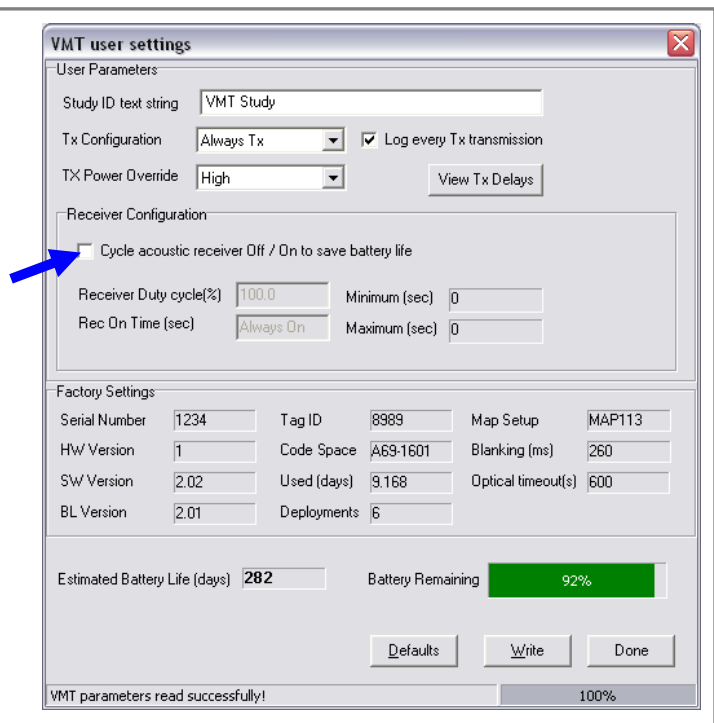 VMT user settings
User Parameters
Study ID text string VMT Study
Tx Configuration Always Tx Log every Tx transmission
TX Power Override High View Tx Delays
Receiver Configuration
Cycle acoustic receiver Off / On to save battery life
Receiver Duty cycle(%) 100.0 Minimum (sec) 0
Rec On Time (sec) Always On Maximum (sec) 0
Factory Settings
Serial Number 1234 Tag ID 8989 Map Setup MAP113
HW Version 1 Code Space A69-1601 Blanking (ms) 260
SW Version 2.02 Used (days) 9.168 Optical timeout(s) 600
BL Version 2.01 Deployments 6
Estimated Battery Life (days) 282 Battery Remaining 92%
Defaults Write Done
VMT parameters read successfully! 100%